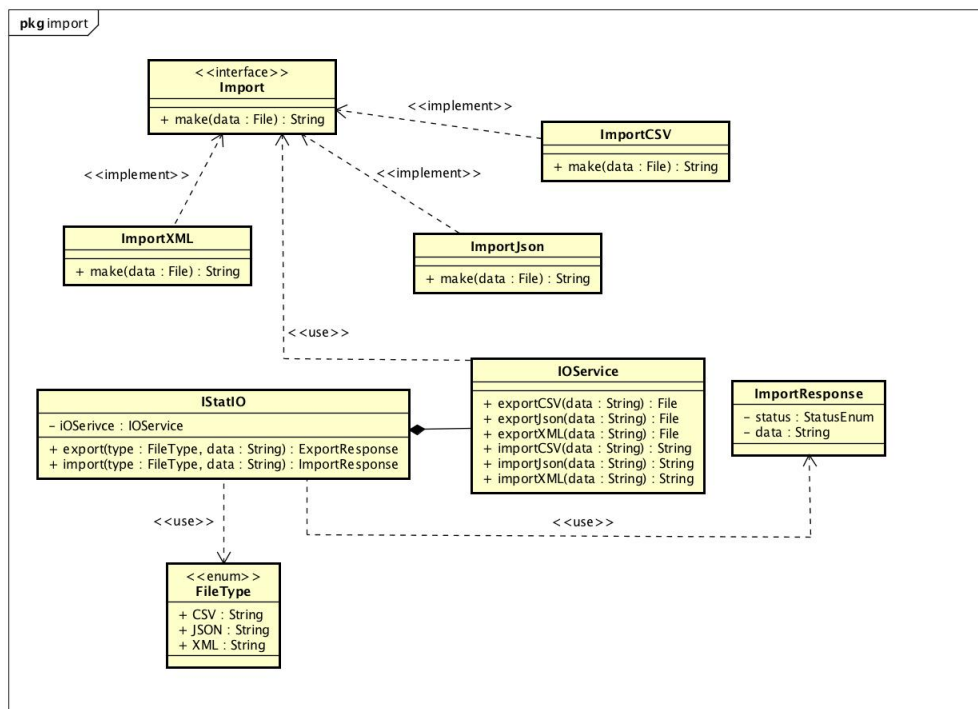 pkg import
<<interface>>
Import
+ make(data : File) : String
<<implement>>
ImportCSV
+ make(data : File) : String
<<implement>>
<<implement>>
ImportXML
+ make(data : File) : String
ImportJson
+ make(data : File) : String
<<use>>
IOService
+ exportCSV(data : String) : File
+ exportJson(data : String) : File
+ exportXML(data : String) : File
+ importCSV(data : String) : String
+ importJson(data : String) : String
+ importXML(data : String) : String
ImportResponse
- status : StatusEnum
- data : String
IStatIO
- iOSerivce : IOService
+ export(type : FileType, data : String) : ExportResponse
+ import(type : FileType, data : String) : ImportResponse
<<use>>
<<use>>
<<enum>>
FileType
+ CSV : String
+ JSON : String
+ XML : String